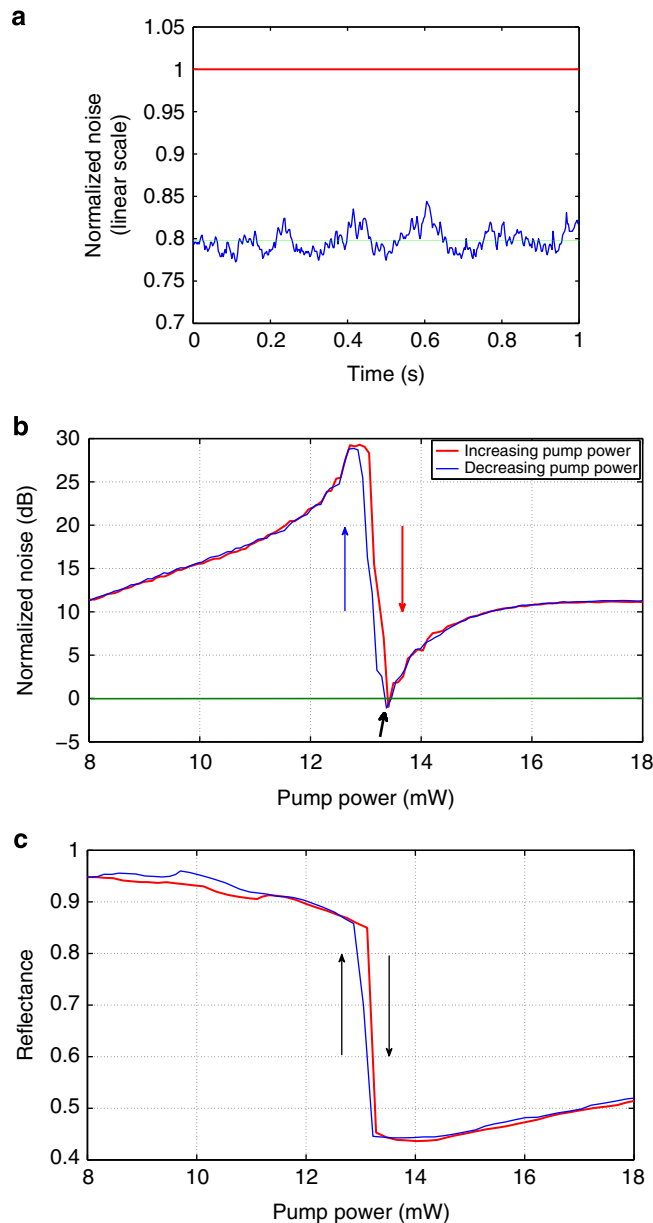 a
1.05
1
0.95
0.9
0.85
0.8
0.75
0.7
Normalized noise
(linear scale)
0 0.2 0.4 0.6 0.8 1
Time (s)
b
30
25
20
15
10
5
0
−5
Normalized noise (dB)
Increasing pump power
Decreasing pump power
8 10 12 14 16 18
Pump power (mW)
c
1
0.9
0.8
0.7
0.6
0.5
0.4
Reflectance
8 10 12 14 16 18
Pump power (mW)